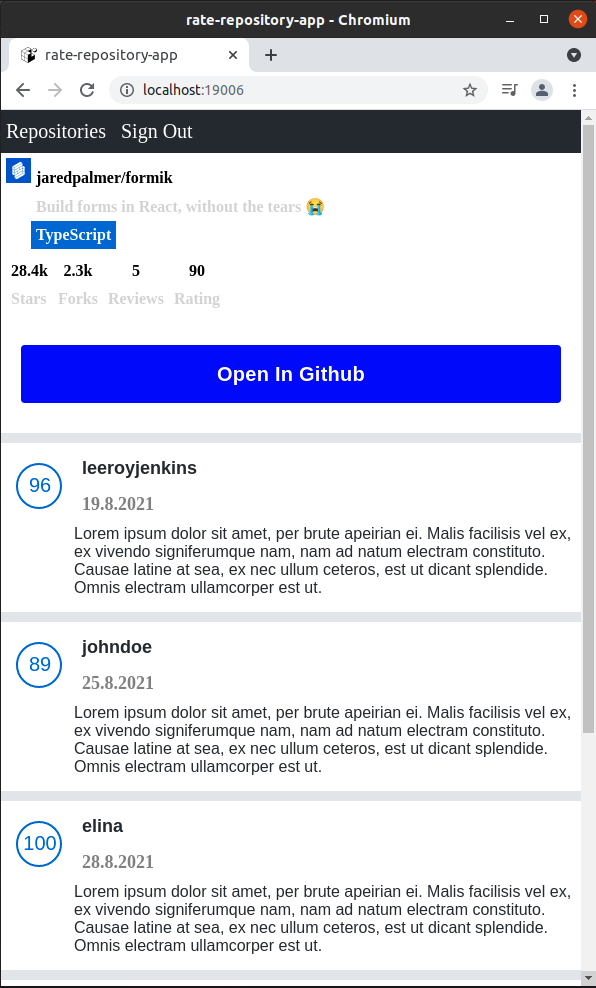 rate-repository-app - Chromium
rate-repository-app
localhost:19006
Repositories Sign Out
jaredpalmer/formik
Build forms in React, without the tears 😭
TypeScript
28.4k 2.3k 5 90
Stars Forks Reviews Rating
Open In Github
96
leeroyjenkins
19.8.2021
Lorem ipsum dolor sit amet, per brute apeirian ei. Malis facilisis vel ex,
ex vivendo signiferumque nam, nam ad natum electram constituto.
Causae latine at sea, ex nec ullum ceteros, est ut dicant splendide.
Omnis electram ullamcorper est ut.
89
johndoe
25.8.2021
Lorem ipsum dolor sit amet, per brute apeirian ei. Malis facilisis vel ex,
ex vivendo signiferumque nam, nam ad natum electram constituto.
Causae latine at sea, ex nec ullum ceteros, est ut dicant splendide.
Omnis electram ullamcorper est ut.
100
elina
28.8.2021
Lorem ipsum dolor sit amet, per brute apeirian ei. Malis facilisis vel ex,
ex vivendo signiferumque nam, nam ad natum electram constituto.
Causae latine at sea, ex nec ullum ceteros, est ut dicant splendide.
Omnis electram ullamcorper est ut.